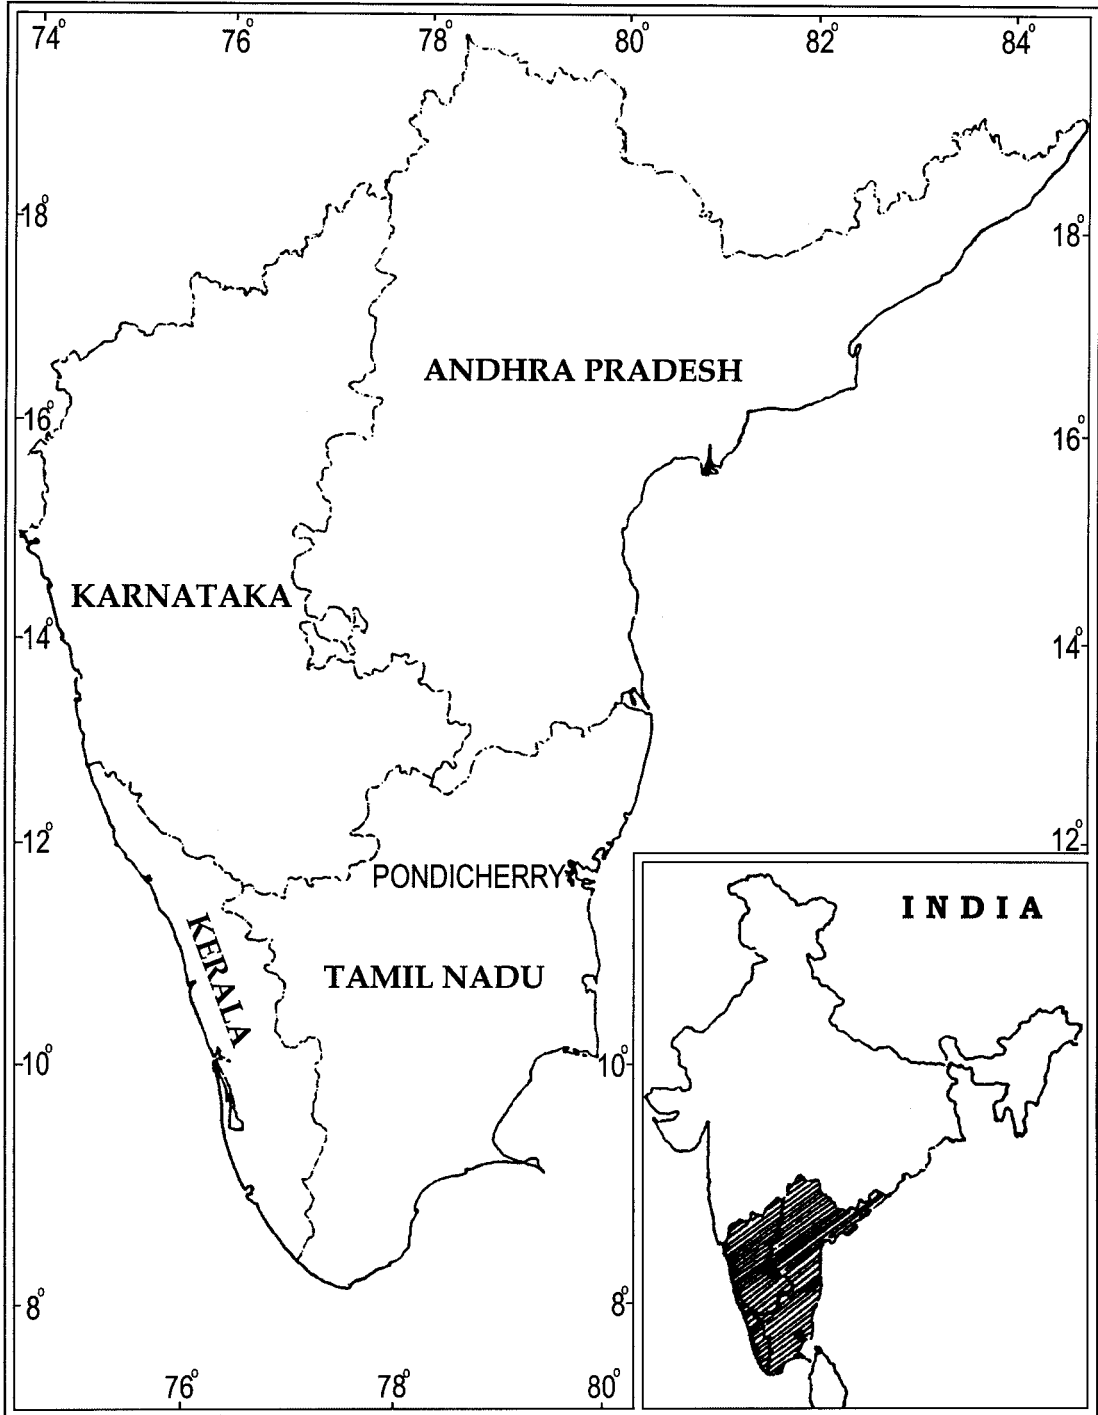 74° 76° 78° 80° 82° 84°
18° 18°
ANDHRA PRADESH
16° 16°
KARNATAKA
14° 14°
12° 12°
PONDICHERRY
INDIA
KERALA
TAMIL NADU
10° 10°
8° 8°
76° 78° 80°